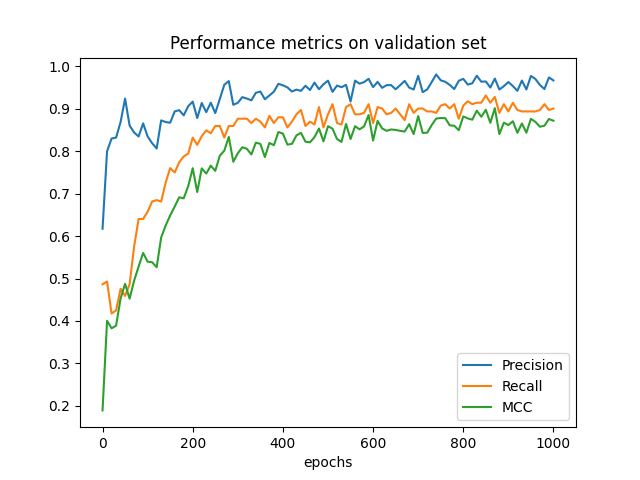 Performance metrics on validation set
1.0
0.9
0.8
0.7
0.6
0.5
0.4
0.3
0.2
0 200 400 600 800 1000
epochs
Precision
Recall
MCC